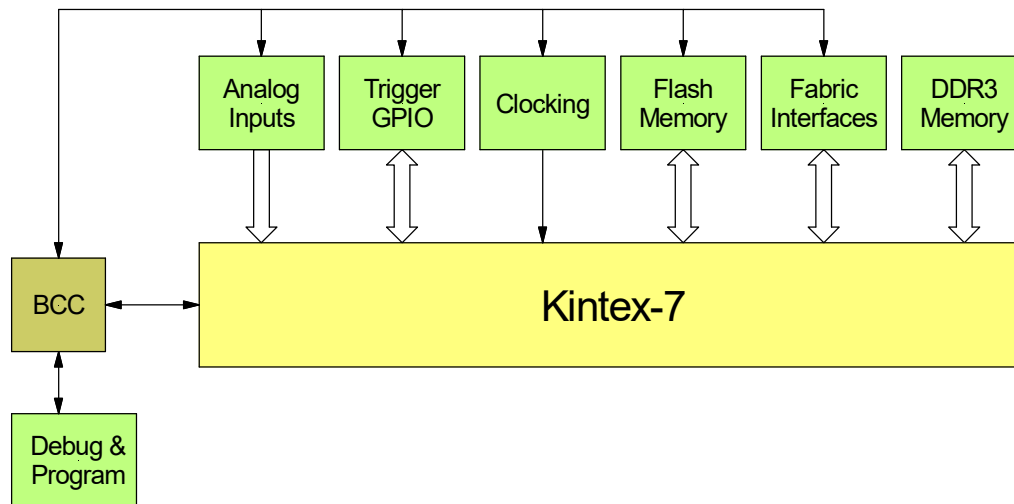 Analog
Inputs
Trigger
GPIO
Clocking
Flash
Memory
Fabric
Interfaces
DDR3
Memory
BCC
Kintex-7
Debug &
Program